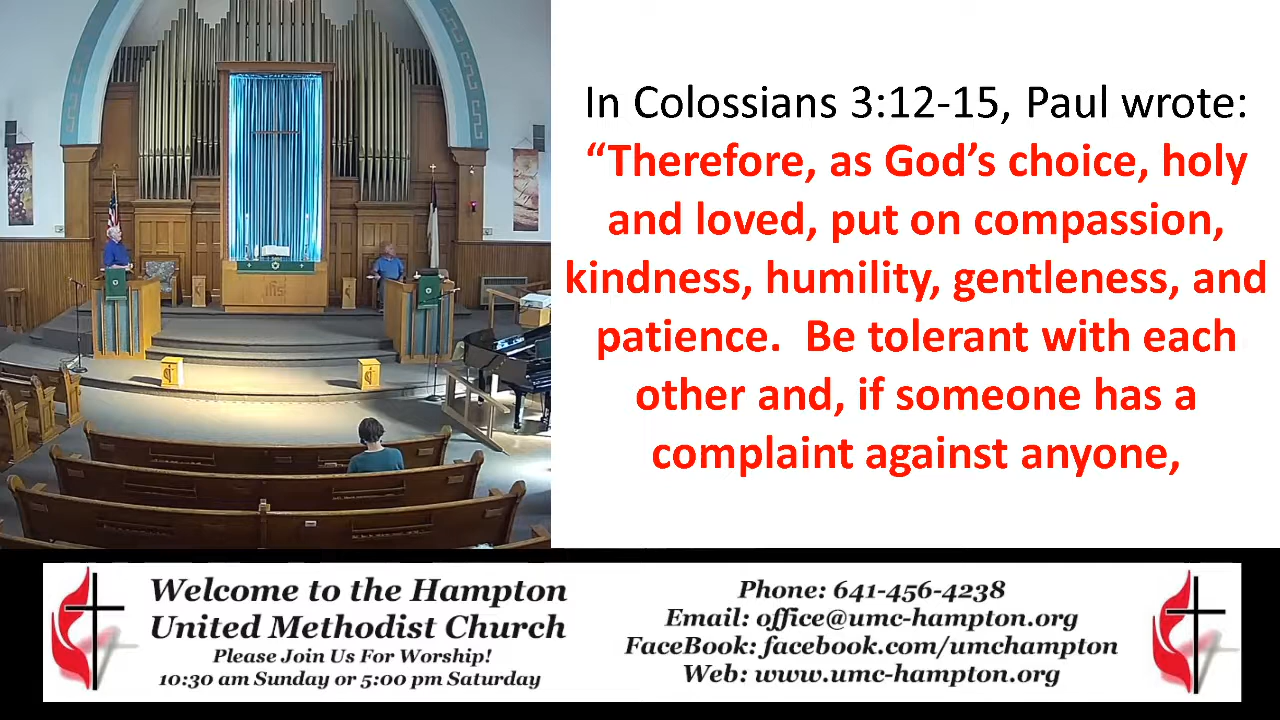 In Colossians 3:12-15, Paul wrote:
“Therefore, as God’s choice, holy
and loved, put on compassion,
kindness, humility, gentleness, and
patience.  Be tolerant with each
other and, if someone has a
complaint against anyone,
IHS
Welcome to the Hampton
United Methodist Church
Please Join Us For Worship!
10:30 am Sunday or 5:00 pm Saturday
Phone: 641-456-4238
Email: office@umc-hampton.org
FaceBook: facebook.com/umchampton
Web: www.umc-hampton.org